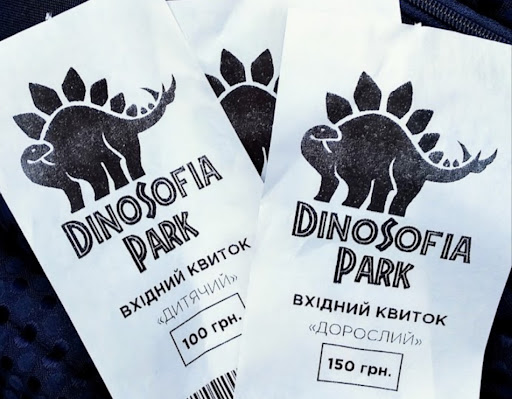 DINOSOFIA
PARK
ВХІДНИЙ КВИТОК
«ДИТЯЧИЙ»
100 грн.
DINOSOFIA
PARK
ВХІДНИЙ КВИТОК
«ДОРОСЛИЙ»
150 грн.